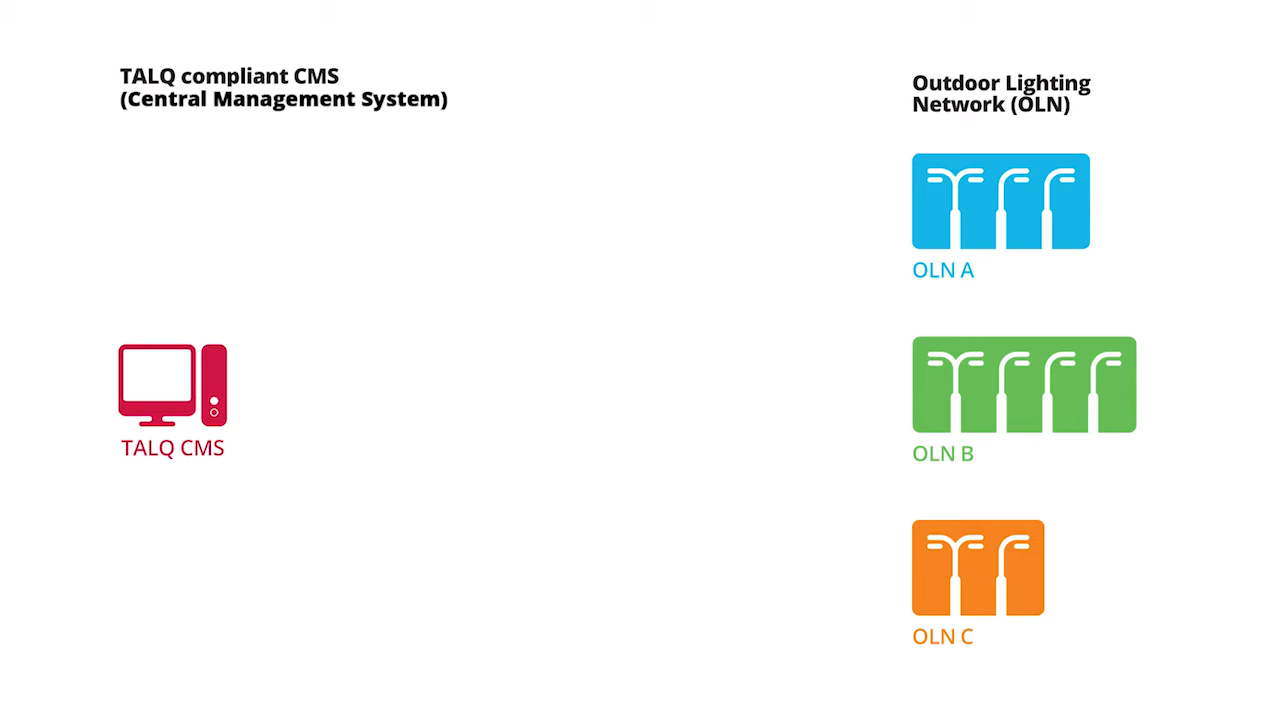 TALQ compliant CMS
(Central Management System)
Outdoor Lighting
Network (OLN)
OLN A
TALQ CMS
OLN B
OLN C